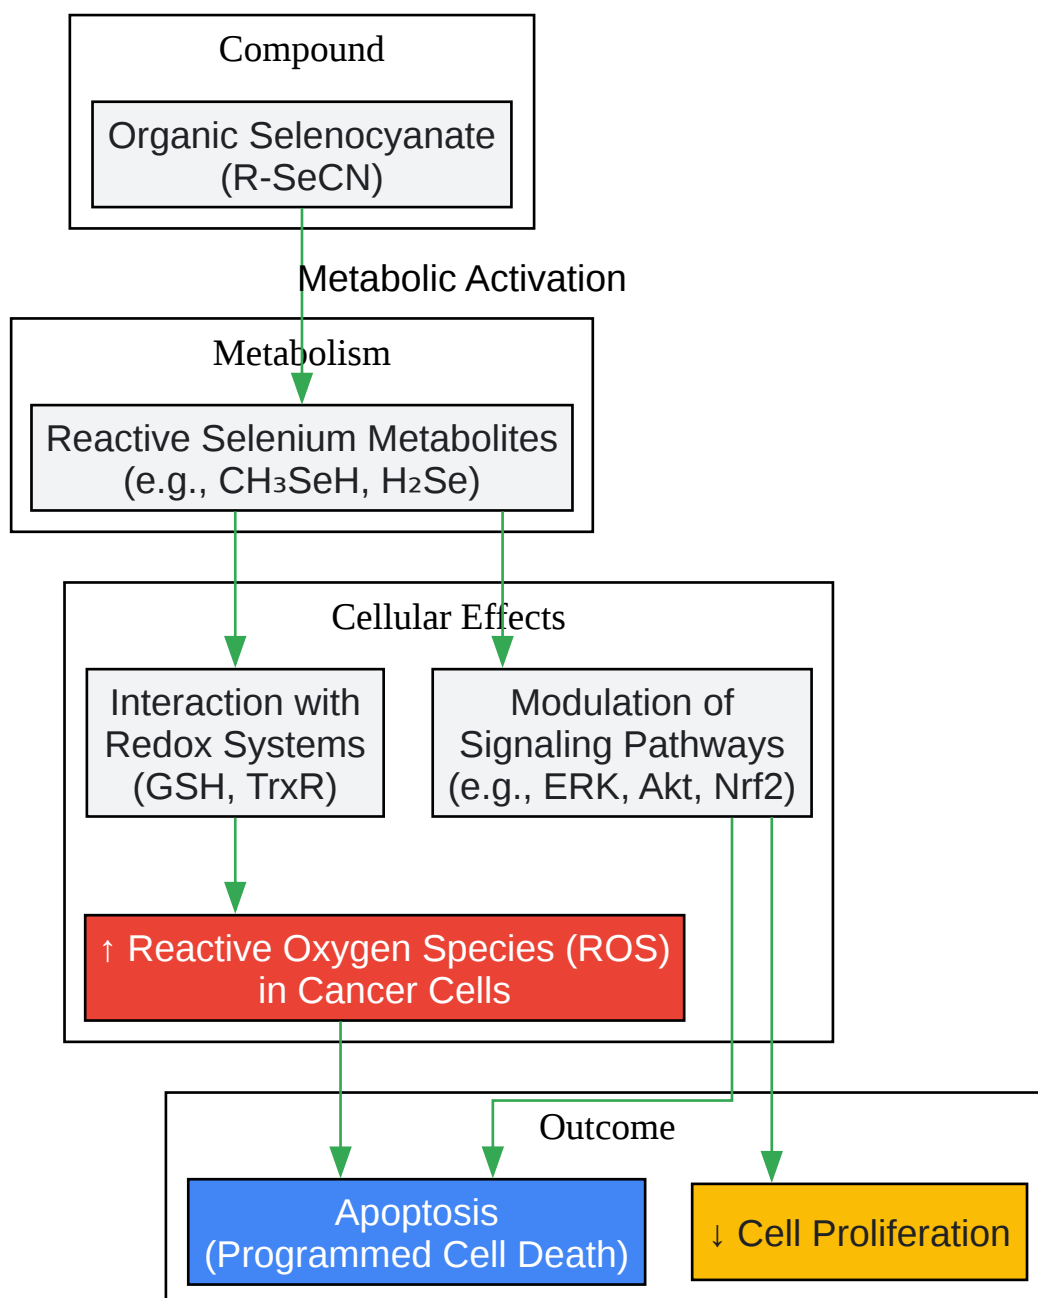 Compound
Organic Selenocyanate
(R-SeCN)
Metabolic Activation
Metabolism
Reactive Selenium Metabolites
(e.g., CH₃SeH, H₂Se)
Cellular Effects
Interaction with
Redox Systems
(GSH, TrxR)
Modulation of
Signaling Pathways
(e.g., ERK, Akt, Nrf2)
↑ Reactive Oxygen Species (ROS)
in Cancer Cells
Outcome
Apoptosis
(Programmed Cell Death)
↓ Cell Proliferation